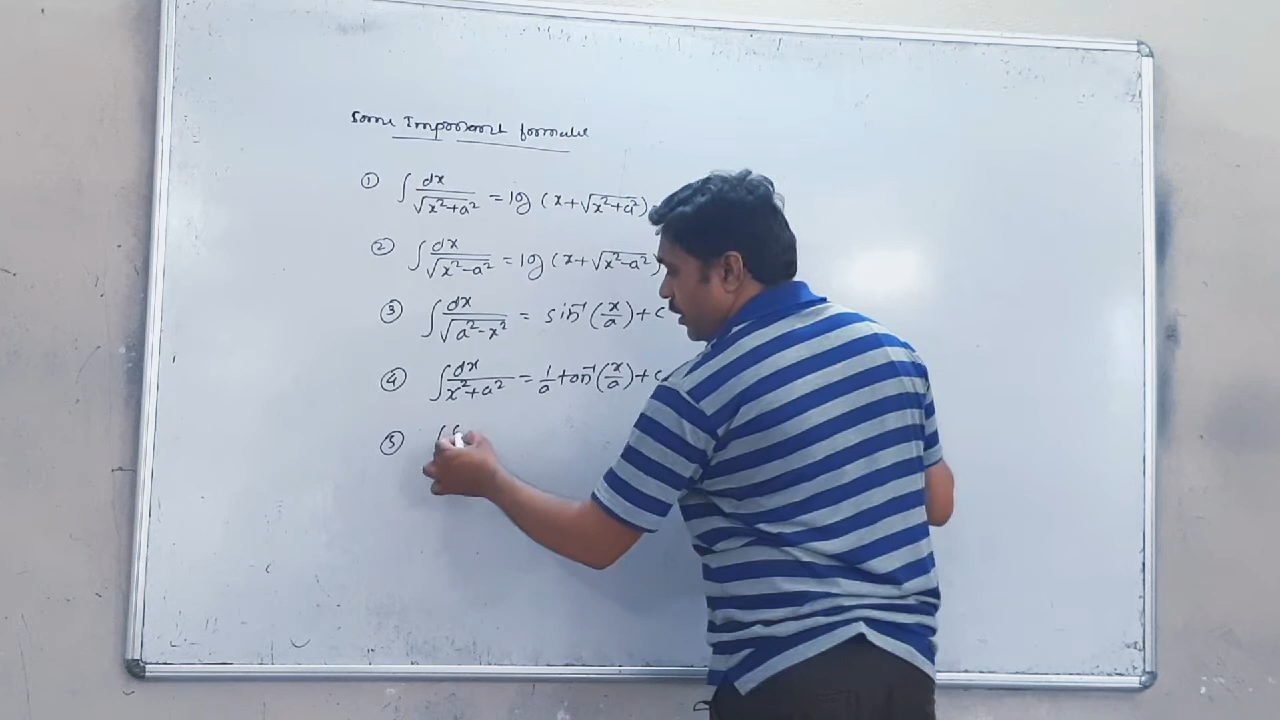 Some Important formulae
① ∫ dx/√(x²+a²) = log (x+√(x²+a²))
② ∫ dx/√(x²-a²) = log (x+√(x²-a²))
③ ∫ dx/√(a²-x²) = sin⁻¹(x/a)+c
④ ∫ dx/(x²+a²) = 1/a tan⁻¹(x/a)+c
⑤ ∫